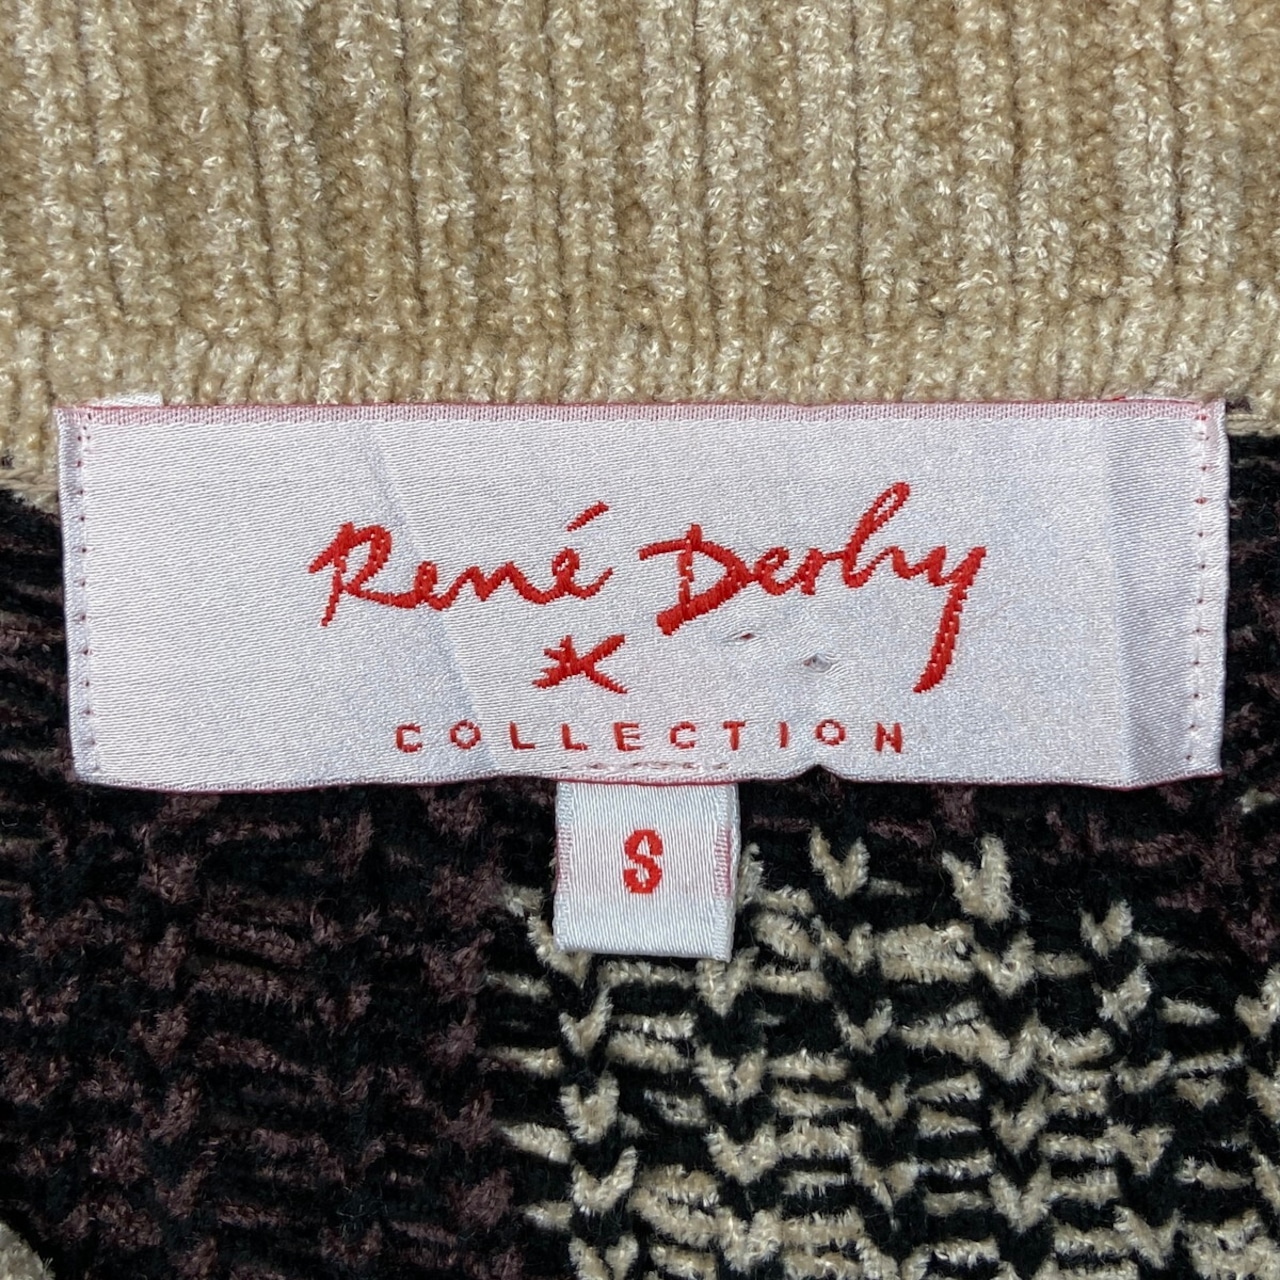 René Derhy
COLLECTION
S